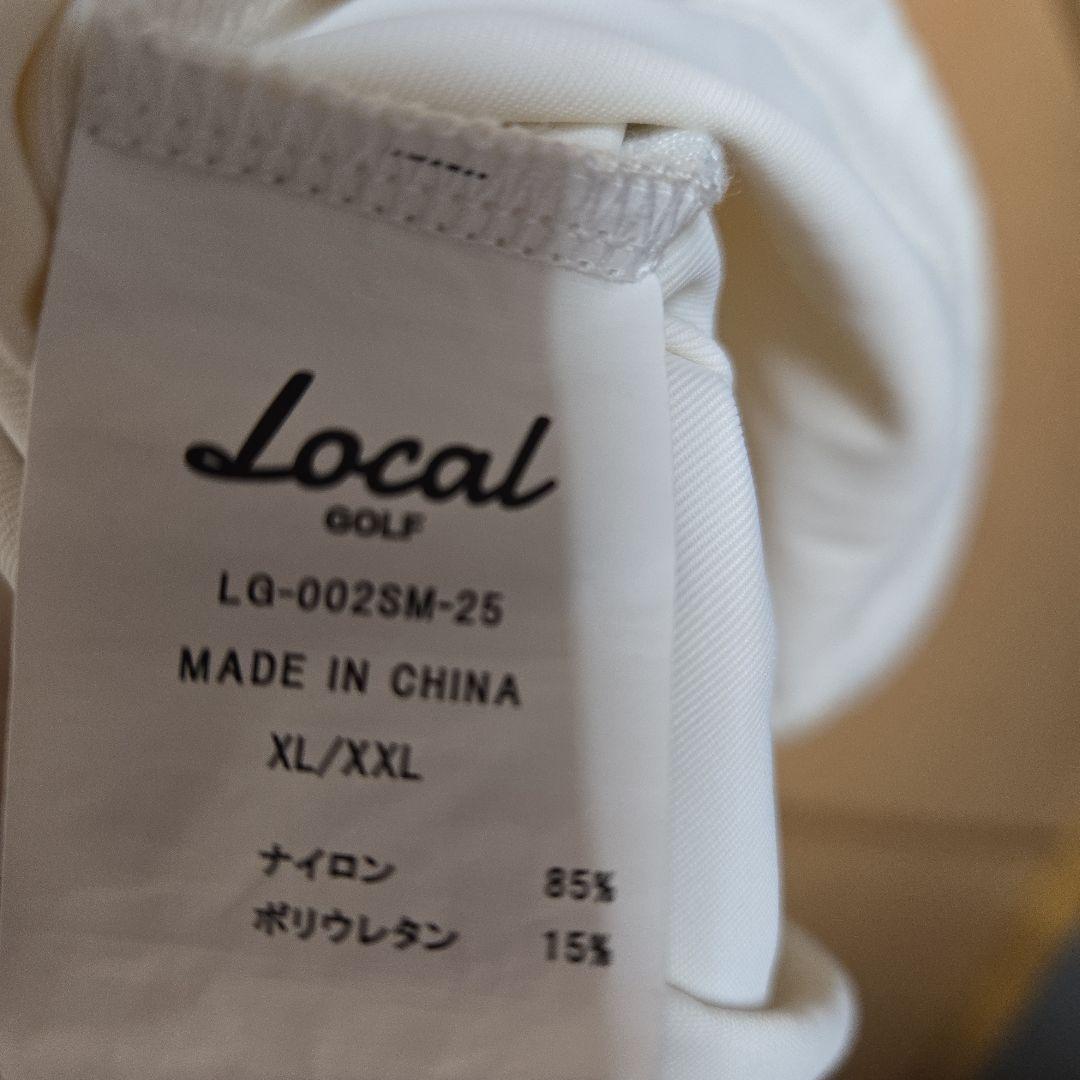 Local
GOLF
LG-002SM-25
MADE IN CHINA
XL/XXL
ナイロン 85%
ポリウレタン 15%